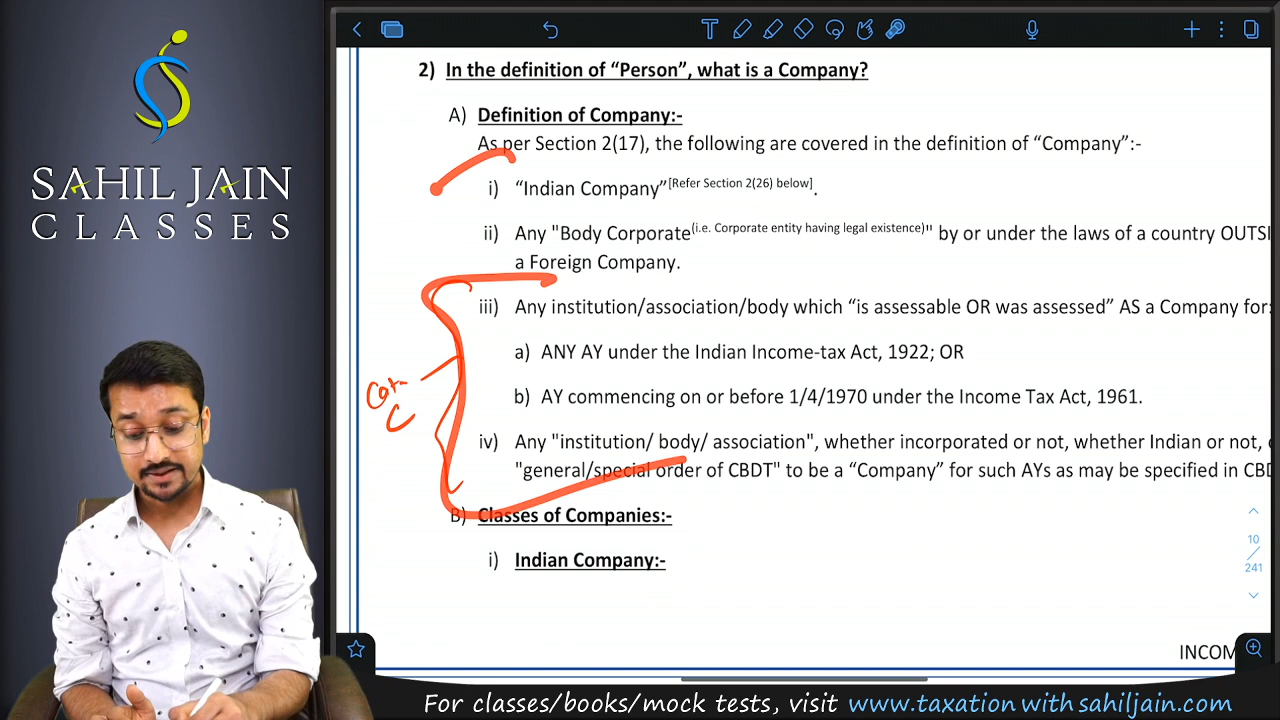 SAHIL JAIN
CLASSES
2) In the definition of “Person”, what is a Company?
A) Definition of Company:-
As per Section 2(17), the following are covered in the definition of “Company”:-
i) “Indian Company”[Refer Section 2(26) below].
ii) Any "Body Corporate(i.e. Corporate entity having legal existence)" by or under the laws of a country OUTSI
a Foreign Company.
iii) Any institution/association/body which “is assessable OR was assessed” AS a Company for:
a) ANY AY under the Indian Income-tax Act, 1922; OR
b) AY commencing on or before 1/4/1970 under the Income Tax Act, 1961.
C
iv) Any "institution/ body/ association", whether incorporated or not, whether Indian or not,
"general/special order of CBDT" to be a “Company” for such AYs as may be specified in CBD
B) Classes of Companies:-
i) Indian Company:-
10
/
241
INCOM
For classes/books/mock tests, visit www.taxationwithsahiljain.com